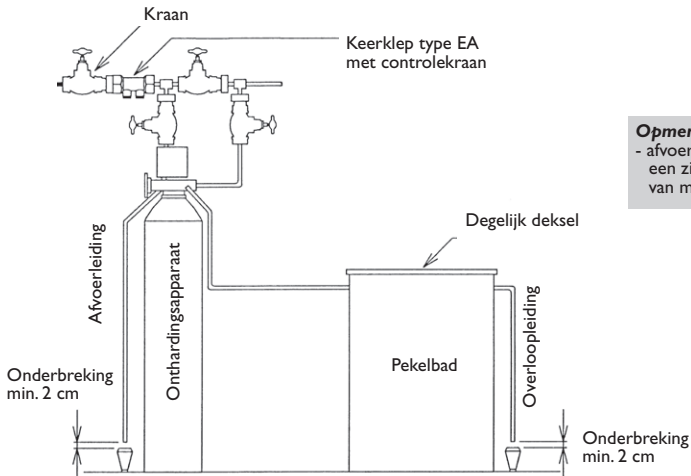 Kraan
Keerklep type EA
met controlekraan
Opmer
- afvoer
een zi
van m
Degelijk deksel
Afvoerleiding
Onthardingsapparaat
Pekelbad
Overloopleiding
Onderbreking
min. 2 cm
Onderbreking
min. 2 cm